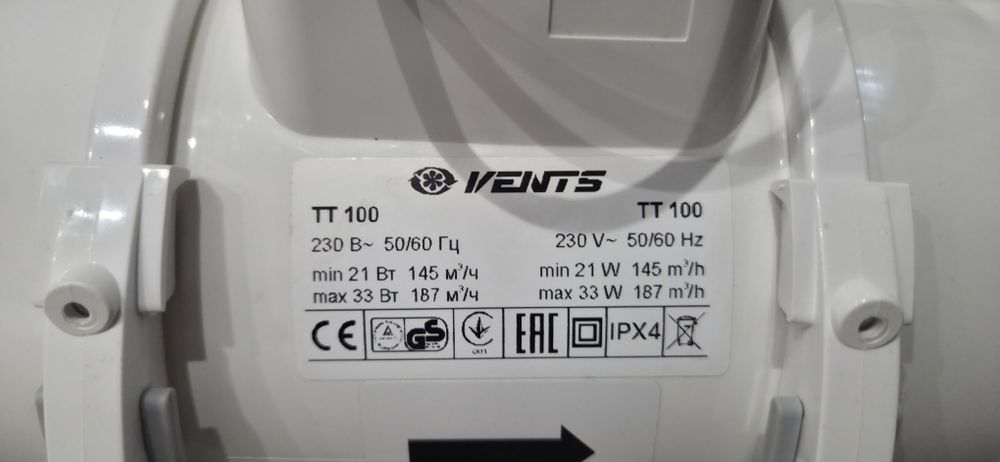 VENTS
TT 100
230 В~ 50/60 Гц
min 21 Вт 145 м³/ч
max 33 Вт 187 м³/ч
TT 100
230 V~ 50/60 Hz
min 21 W 145 m³/h
max 33 W 187 m³/h
CE GS 001 EAC IPX4